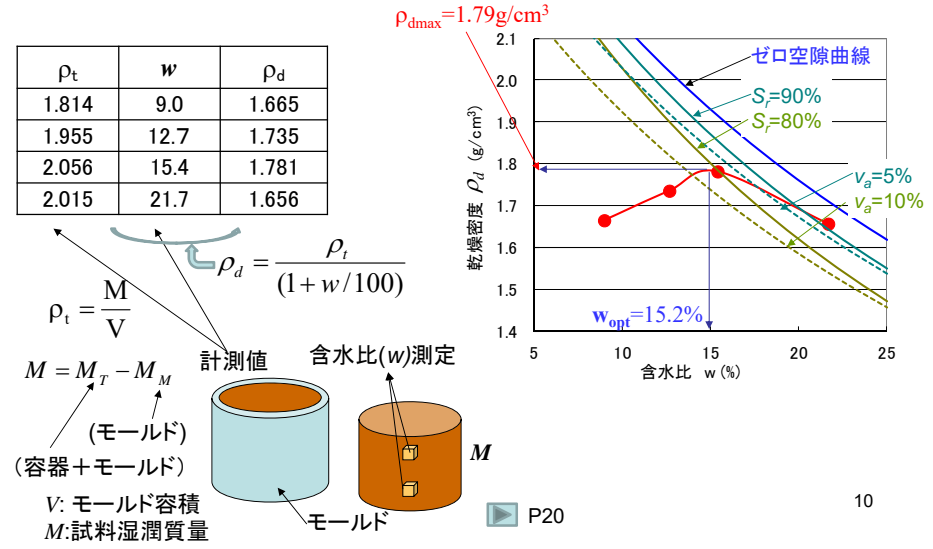 ρdmax=1.79g/cm³
ρt w ρd
1.814 9.0 1.665
1.955 12.7 1.735
2.056 15.4 1.781
2.015 21.7 1.656
ρd = ρt / (1+w/100)
ρt = M/V
M = MT − MM
計測値
(モールド)
(容器+モールド)
V: モールド容積
M:試料湿潤質量
含水比(w)測定
M
モールド
P20
乾燥密度 ρd (g/cm³)
2.1
2.0
1.9
1.8
1.7
1.6
1.5
1.4
ゼロ空隙曲線
Sr=90%
Sr=80%
va=5%
va=10%
wopt=15.2%
5 10 15 20 25
含水比 w(%)
10